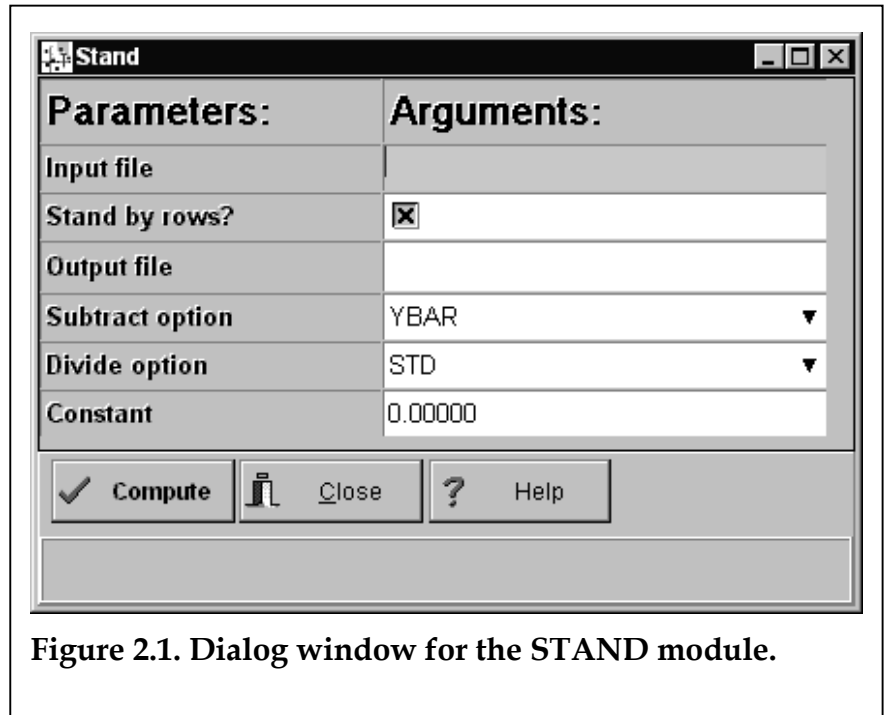 Stand
Parameters: Arguments:
Input file
Stand by rows?
Output file
Subtract option YBAR
Divide option STD
Constant 0.00000
Compute Close ? Help
Figure 2.1. Dialog window for the STAND module.